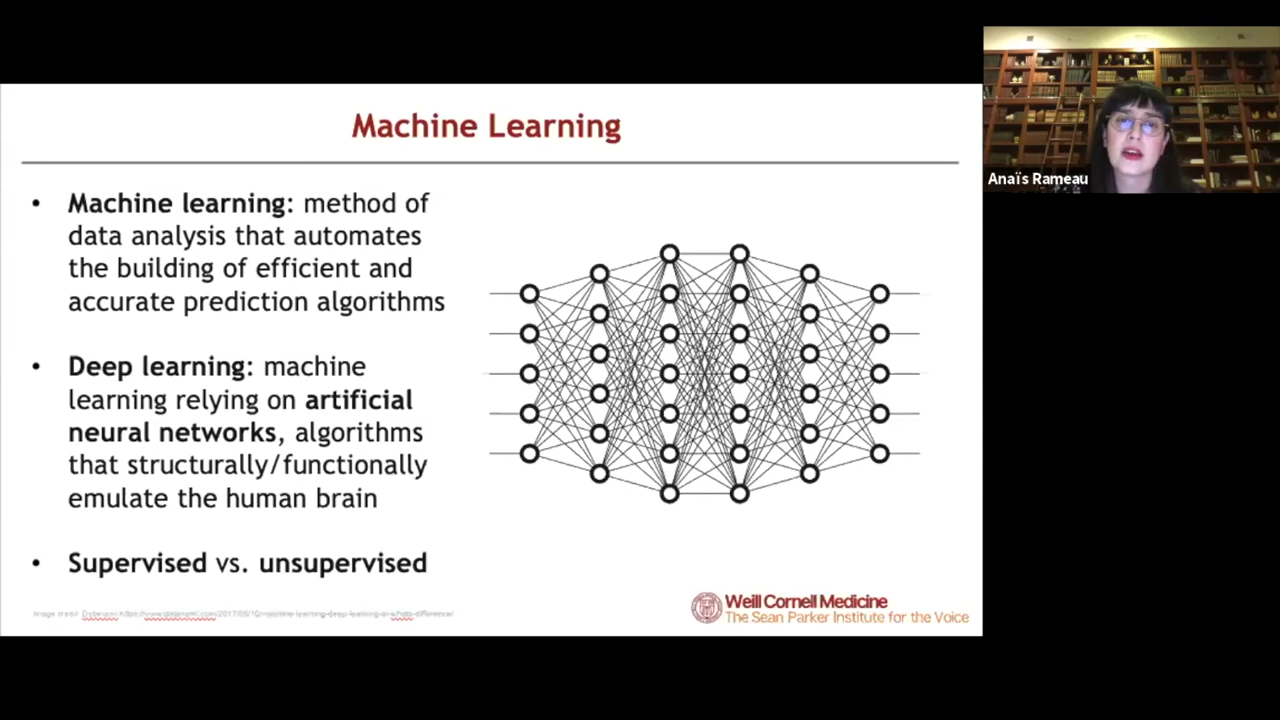 Machine Learning
• Machine learning: method of
data analysis that automates
the building of efficient and
accurate prediction algorithms
• Deep learning: machine
learning relying on artificial
neural networks, algorithms
that structurally/functionally
emulate the human brain
• Supervised vs. unsupervised
Image credit:
Weill Cornell Medicine
The Sean Parker Institute for the Voice
Anaïs Rameau